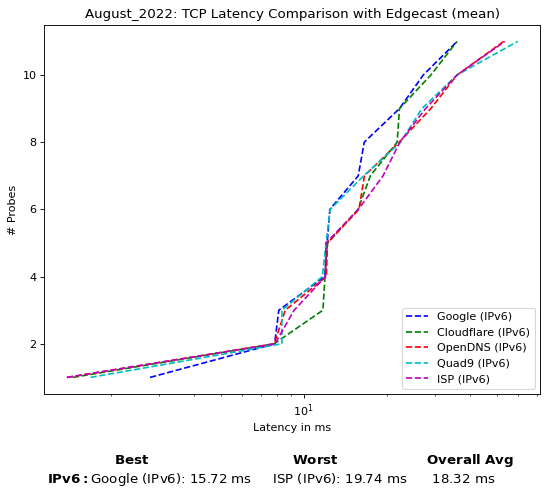 August_2022: TCP Latency Comparison with Edgecast (mean)
# Probes
10
8
6
4
2
Google (IPv6)
Cloudflare (IPv6)
OpenDNS (IPv6)
Quad9 (IPv6)
ISP (IPv6)
10¹
Latency in ms
Best Worst Overall Avg
IPv6: Google (IPv6): 15.72 ms ISP (IPv6): 19.74 ms 18.32 ms